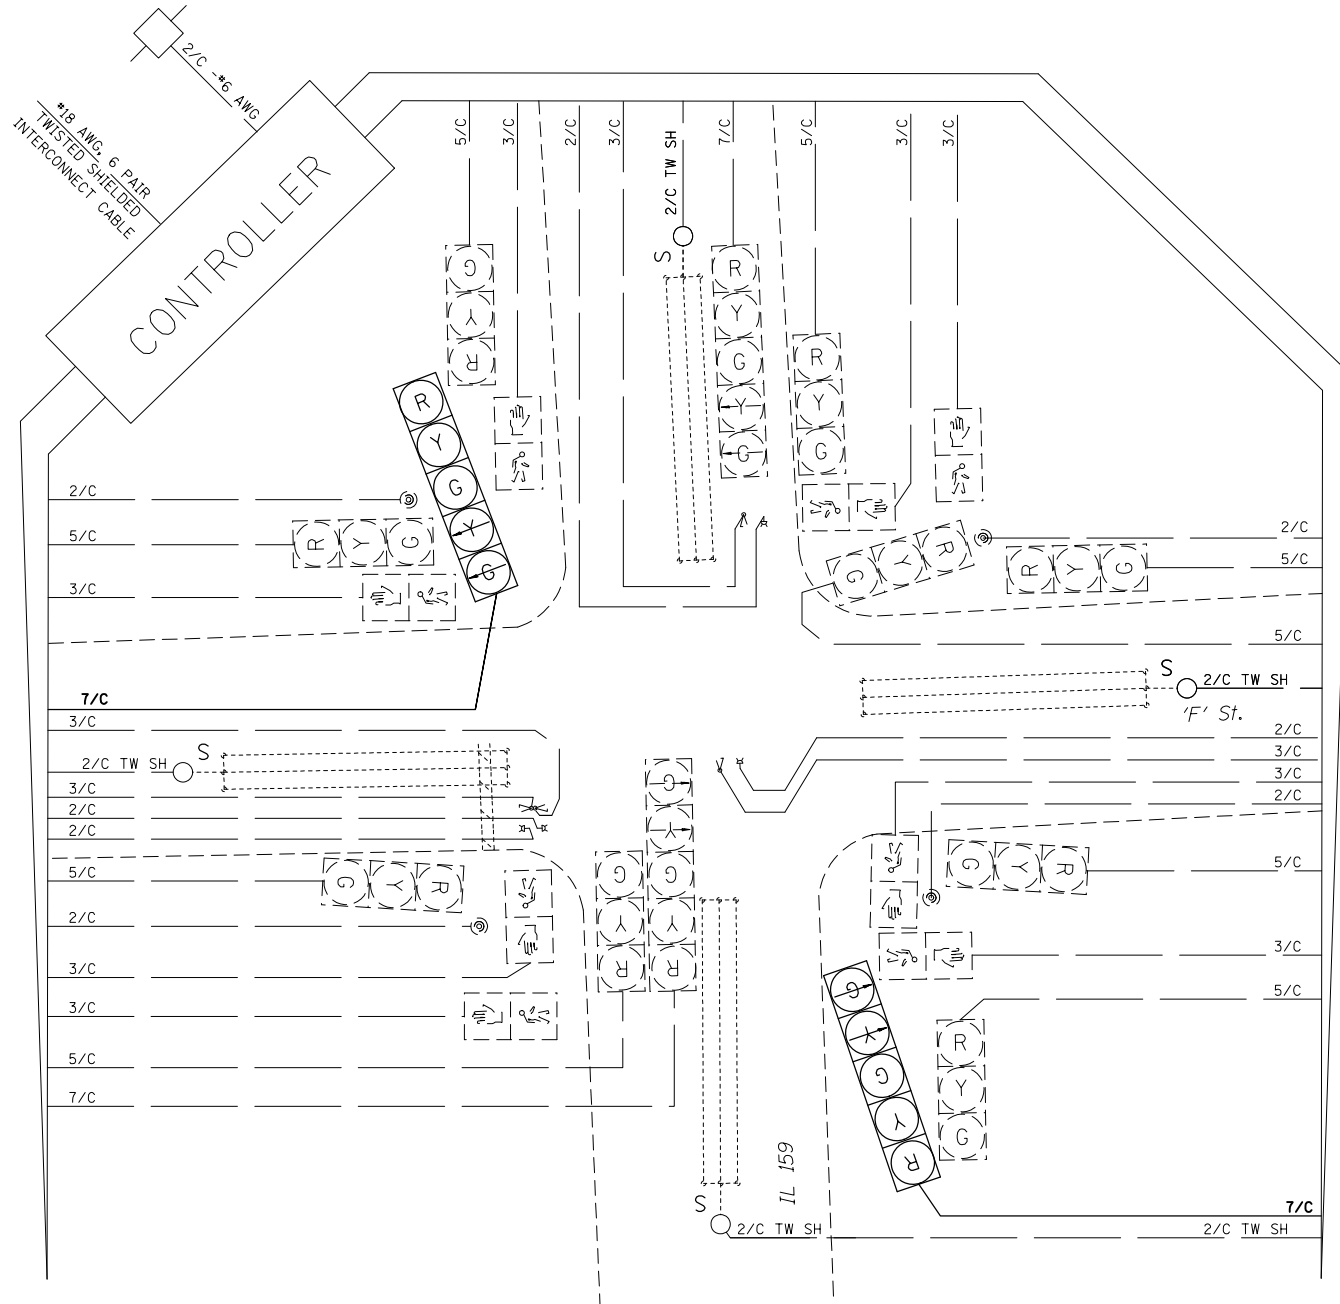 2/C -#6 AWG
#18 AWG, 6 PAIR
TWISTED SHIELDED
INTERCONNECT CABLE
CONTROLLER
5/C
3/C
2/C
3/C
2/C TW SH
7/C
5/C
3/C
3/C
S
G
Y
R
R
Y
G
Y
G
R
Y
G
R
Y
G
Y
G
2/C
5/C
3/C
R Y G
G Y R
R Y G
2/C
5/C
5/C
S
2/C TW SH
'F' St.
7/C
3/C
S
2/C TW SH
3/C
2/C
2/C
2/C
3/C
3/C
2/C
G
Y
G
Y
R
G
Y
R
5/C
G Y R
2/C
3/C
3/C
5/C
7/C
G Y R
5/C
3/C
5/C
G
Y
G
Y
R
R
Y
G
IL 159
S
2/C TW SH
7/C
2/C TW SH